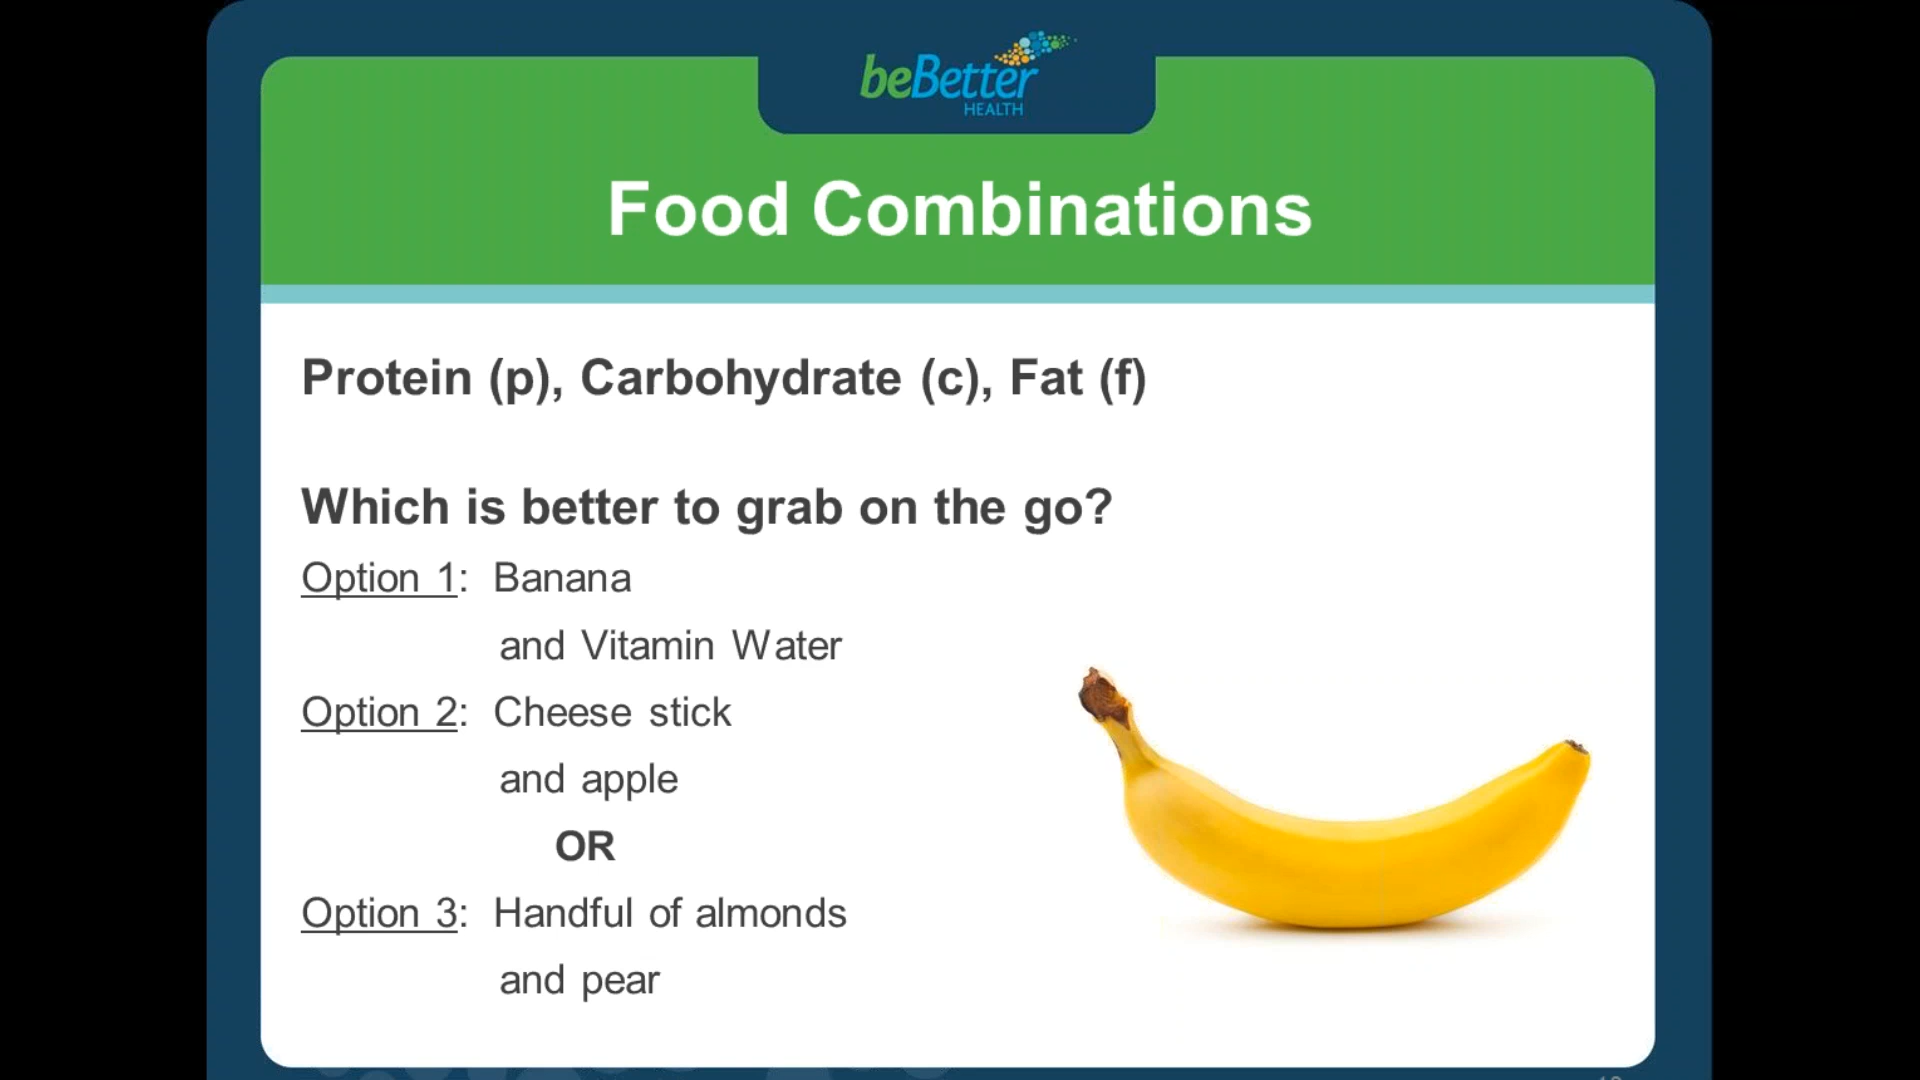 beBetter
HEALTH
Food Combinations
Protein (p), Carbohydrate (c), Fat (f)
Which is better to grab on the go?
Option 1: Banana
and Vitamin Water
Option 2: Cheese stick
and apple
OR
Option 3: Handful of almonds
and pear